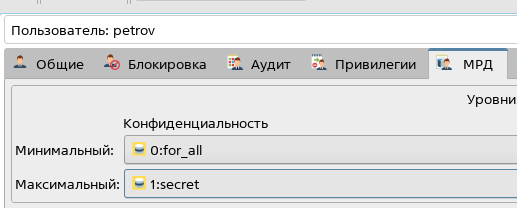 Пользователь: petrov
Общие Блокировка Аудит Привилегии МРД
Уровни
Конфиденциальность
Минимальный: 0:for_all
Максимальный: 1:secret